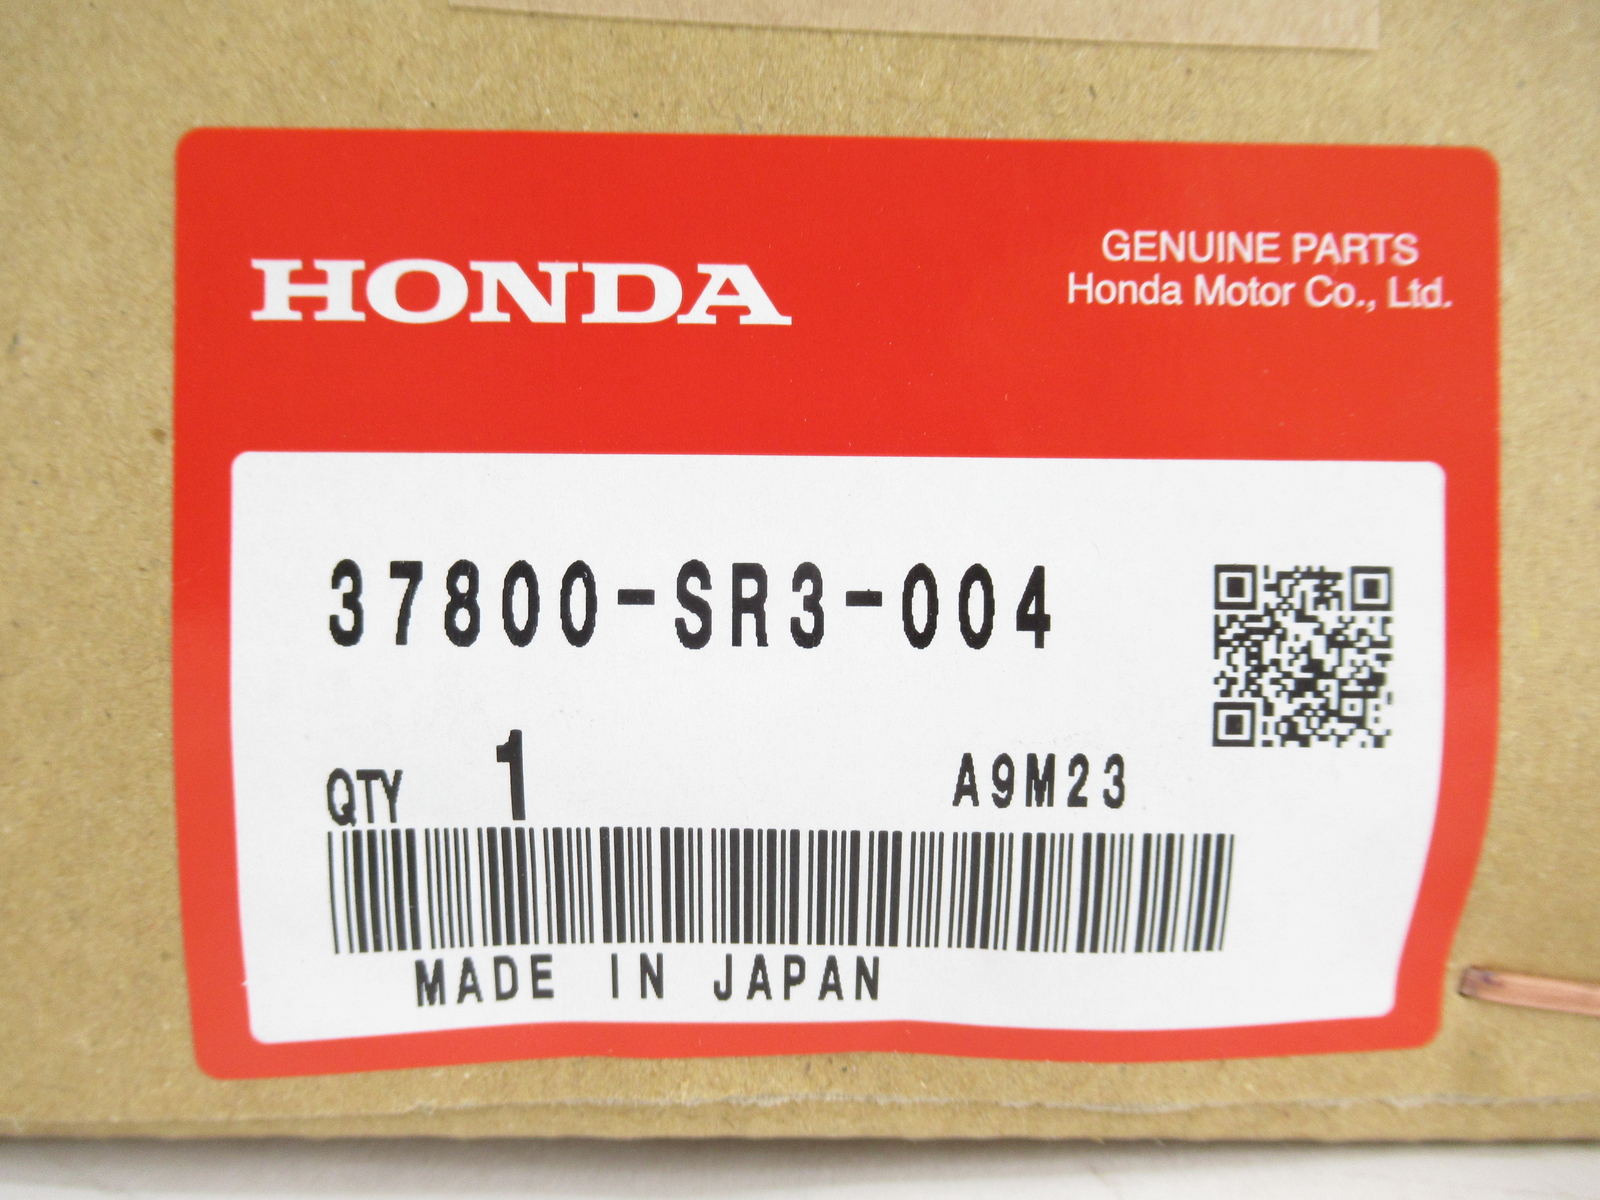 HONDA
GENUINE PARTS
Honda Motor Co., Ltd.
37800-SR3-004
QTY 1 A9M23
MADE IN JAPAN